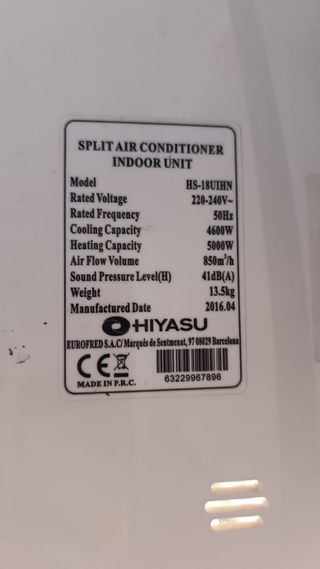 SPLIT AIR CONDITIONER
INDOOR UNIT
Model HS-18UIHN
Rated Voltage 220-240V~
Rated Frequency 50Hz
Cooling Capacity 4600W
Heating Capacity 5000W
Air Flow Volume 850m³/h
Sound Pressure Level(H) 41dB(A)
Weight 13.5kg
Manufactured Date 2016.04
HIYASU
EUROFRED S.A.C/ Marqués de Sentmenat, 97 08029 Barcelona
CE
MADE IN P.R.C. 63229967896